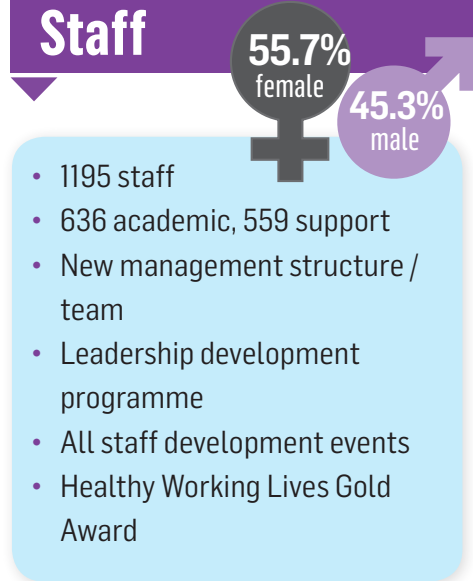 Staff
55.7%
female
45.3%
male
• 1195 staff
• 636 academic, 559 support
• New management structure /
team
• Leadership development
programme
• All staff development events
• Healthy Working Lives Gold
Award